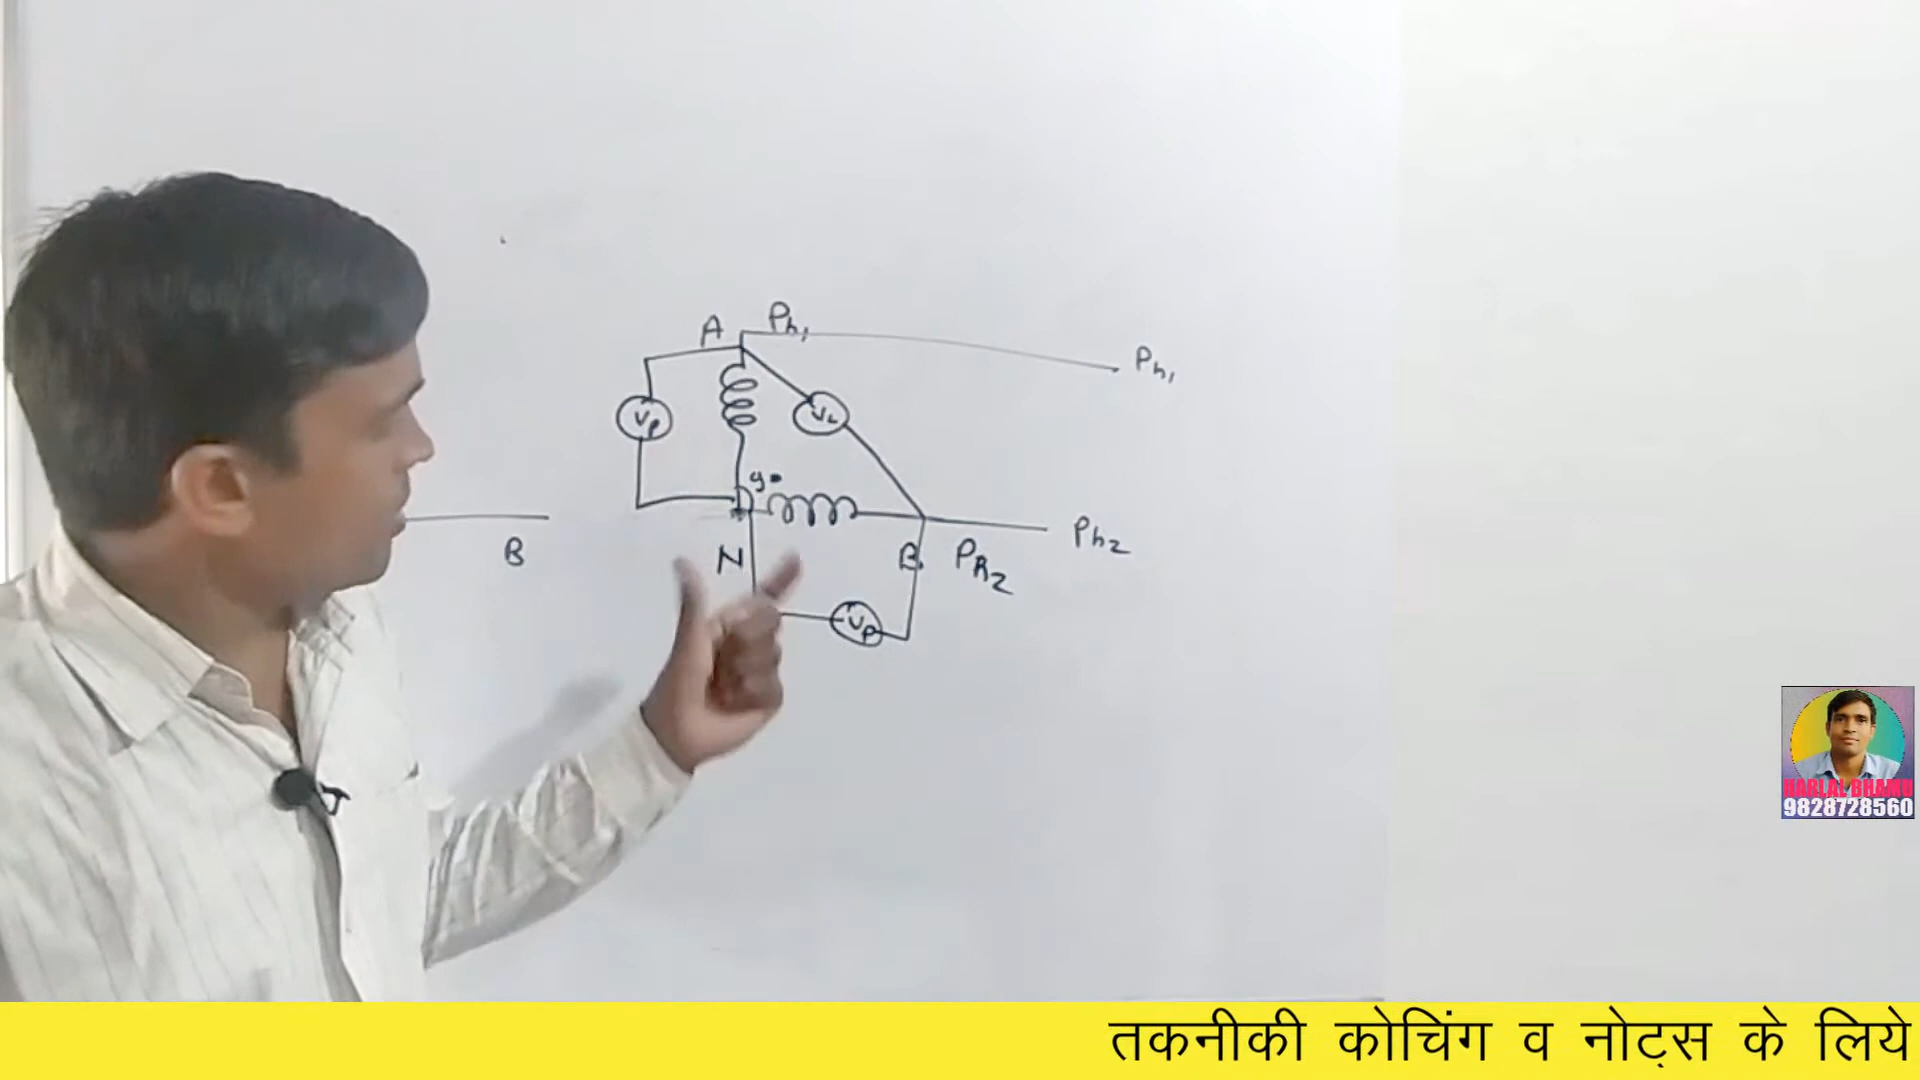 A Ph1
Ph1
VP
VL
90
B
N
B
Ph2
Ph2
VP
HARLAL BHAMU
9828728560
तकनीकी कोचिंग व नोट्स के लिये